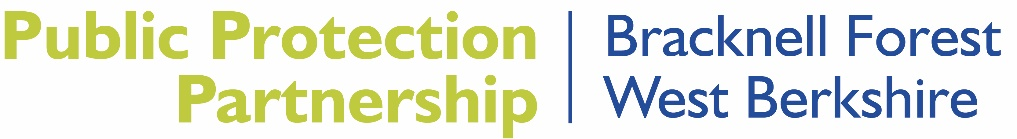 Public Protection
Partnership
Bracknell Forest
West Berkshire